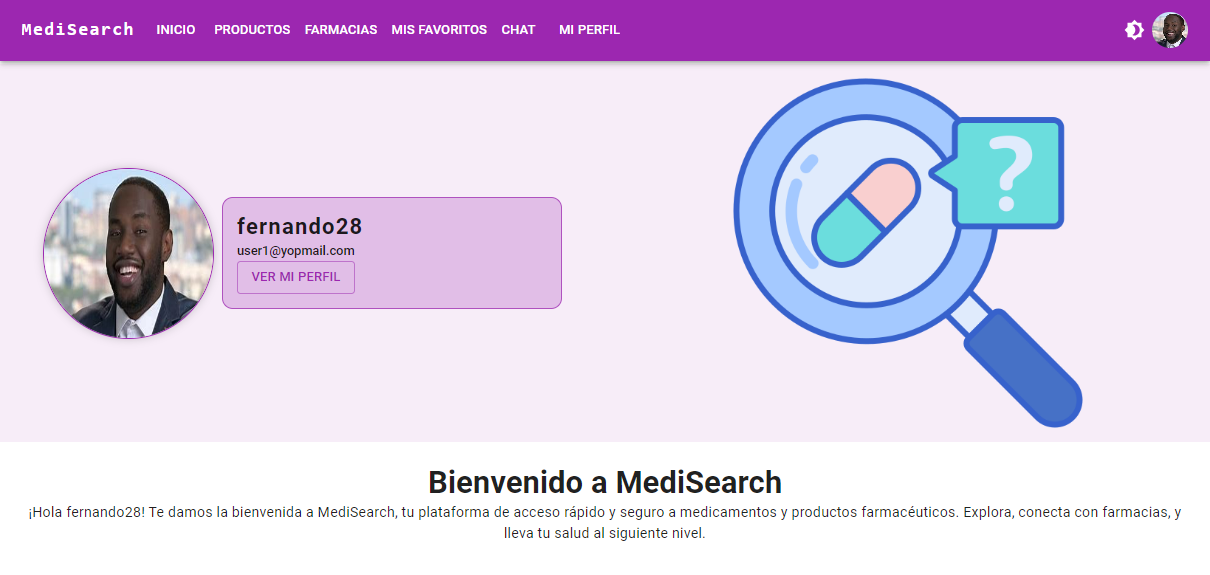 MediSearch INICIO PRODUCTOS FARMACIAS MIS FAVORITOS CHAT MI PERFIL
fernando28
user1@yopmail.com
VER MI PERFIL
?
Bienvenido a MediSearch
¡Hola fernando28! Te damos la bienvenida a MediSearch, tu plataforma de acceso rápido y seguro a medicamentos y productos farmacéuticos. Explora, conecta con farmacias, y
lleva tu salud al siguiente nivel.